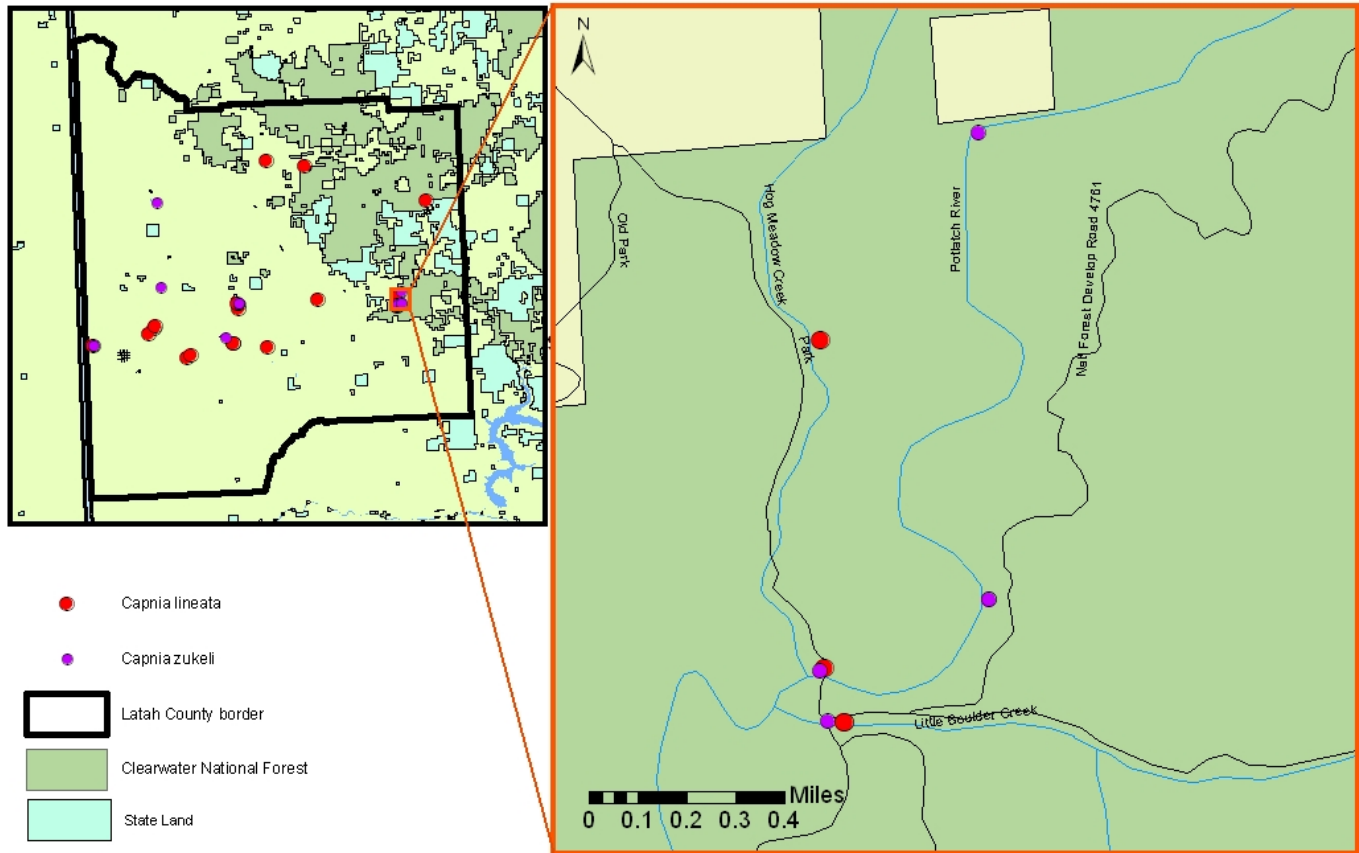 N
Old Park
Hog Meadow Creek
Park
Potlatch River
Natl Forest Develop Road 4761
Little Boulder Creek
Miles
0 0.1 0.2 0.3 0.4
Capnia lineata
Capnia zukeli
Latah County border
Clearwater National Forest
State Land